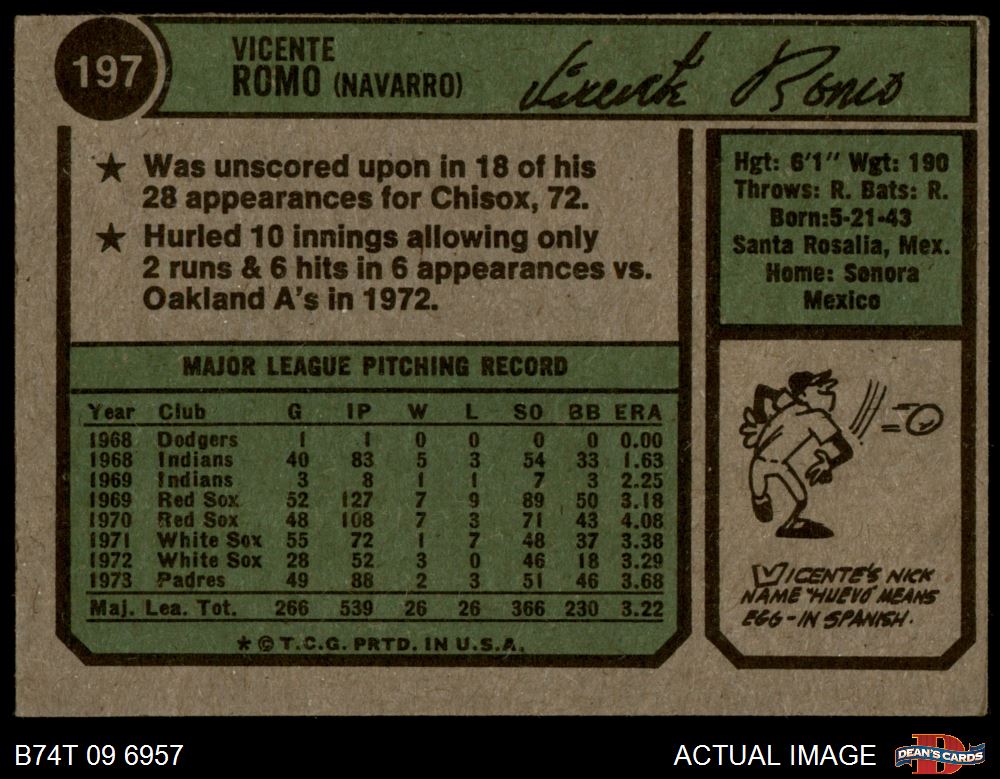 197
VICENTE
ROMO (NAVARRO)
Vicente Romo
★ Was unscored upon in 18 of his
28 appearances for Chisox, 72.
★ Hurled 10 innings allowing only
2 runs & 6 hits in 6 appearances vs.
Oakland A's in 1972.
Hgt: 6'1" Wgt: 190
Throws: R. Bats: R.
Born:5-21-43
Santa Rosalia, Mex.
Home: Sonora
Mexico
MAJOR LEAGUE PITCHING RECORD
Year Club G IP W L SO BB ERA
1968 Dodgers 1 1 0 0 0 0 0.00
1968 Indians 40 83 5 3 54 33 1.63
1969 Indians 3 8 1 1 7 3 2.25
1969 Red Sox 52 127 7 9 89 50 3.18
1970 Red Sox 48 108 7 3 71 43 4.08
1971 White Sox 55 72 1 7 48 37 3.38
1972 White Sox 28 52 3 0 46 18 3.29
1973 Padres 49 88 2 3 51 46 3.68
Maj. Lea. Tot. 266 539 26 26 366 230 3.22
* © T.C.G. PRTD. IN U.S.A.
VICENTE'S NICK
NAME "HUEVO" MEANS
EGG-IN SPANISH.
B74T 09 6957
ACTUAL IMAGE
D
DEAN'S CARDS